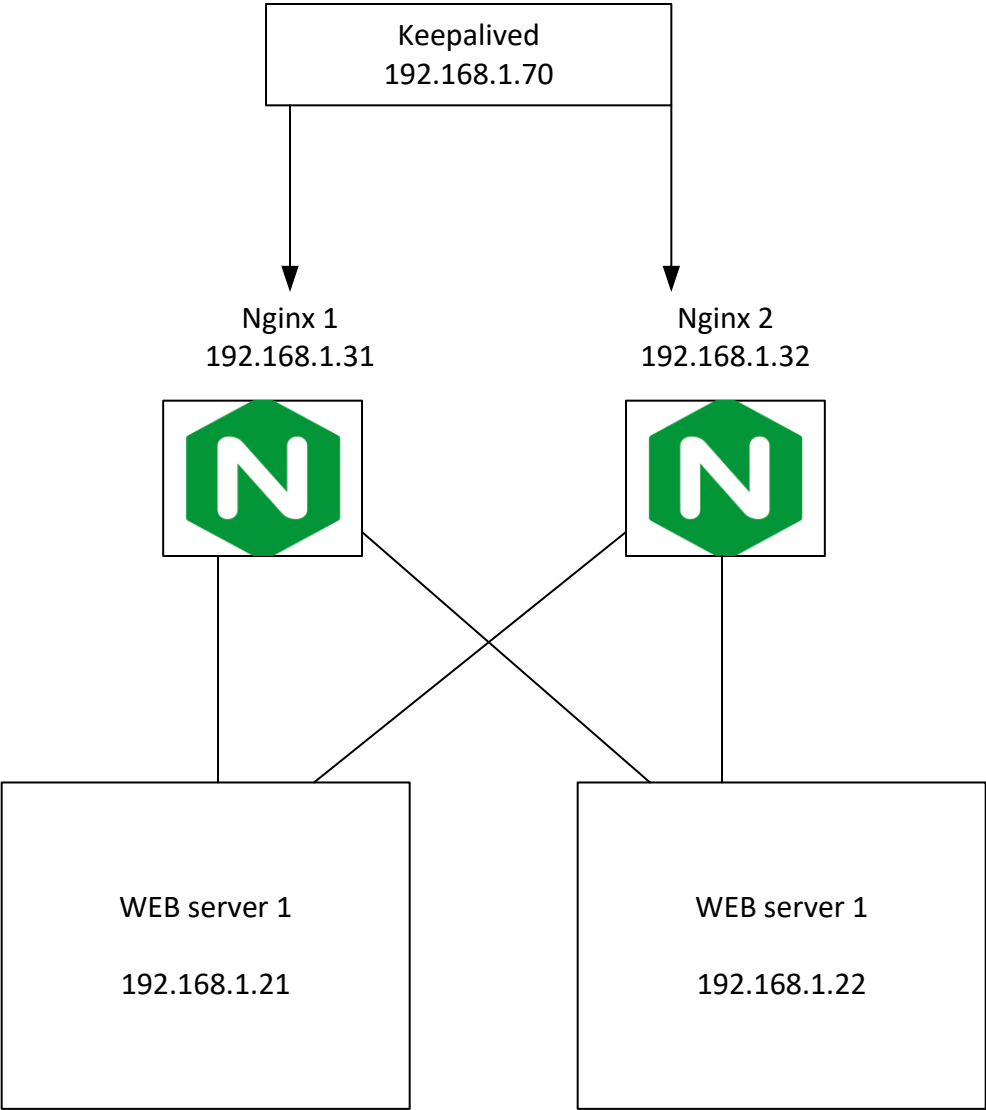 Keepalived
192.168.1.70
Nginx 1
192.168.1.31
Nginx 2
192.168.1.32
N
N
WEB server 1
192.168.1.21
WEB server 1
192.168.1.22